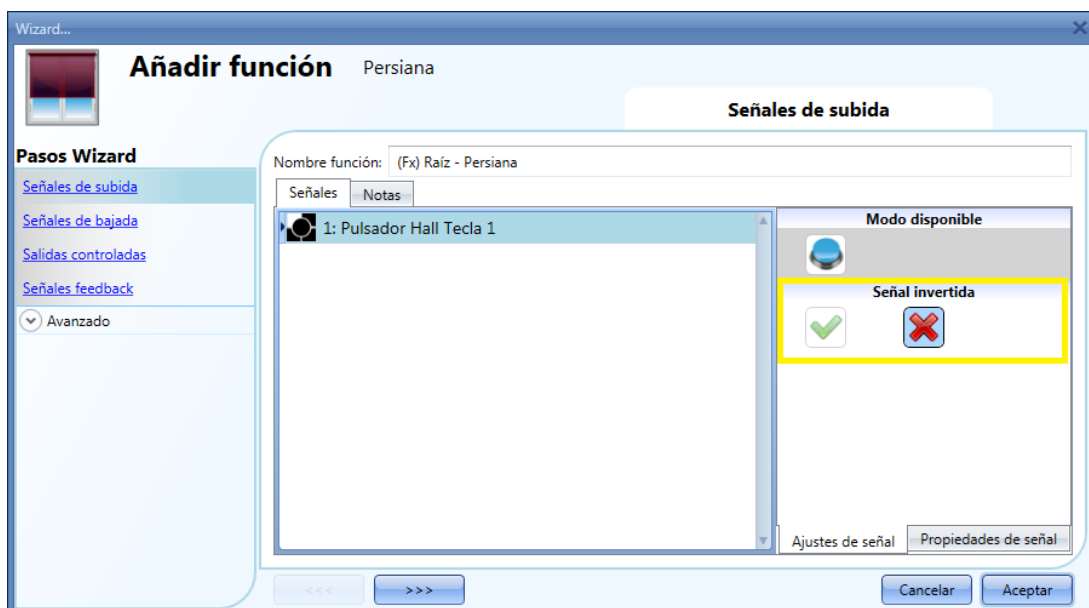 Wizard...
Añadir función Persiana
Señales de subida
Pasos Wizard
Señales de subida
Señales de bajada
Salidas controladas
Señales feedback
Avanzado
Nombre función: (Fx) Raíz - Persiana
Señales Notas
1: Pulsador Hall Tecla 1
Modo disponible
Señal invertida
Ajustes de señal Propiedades de señal
<<< >>> Cancelar Aceptar